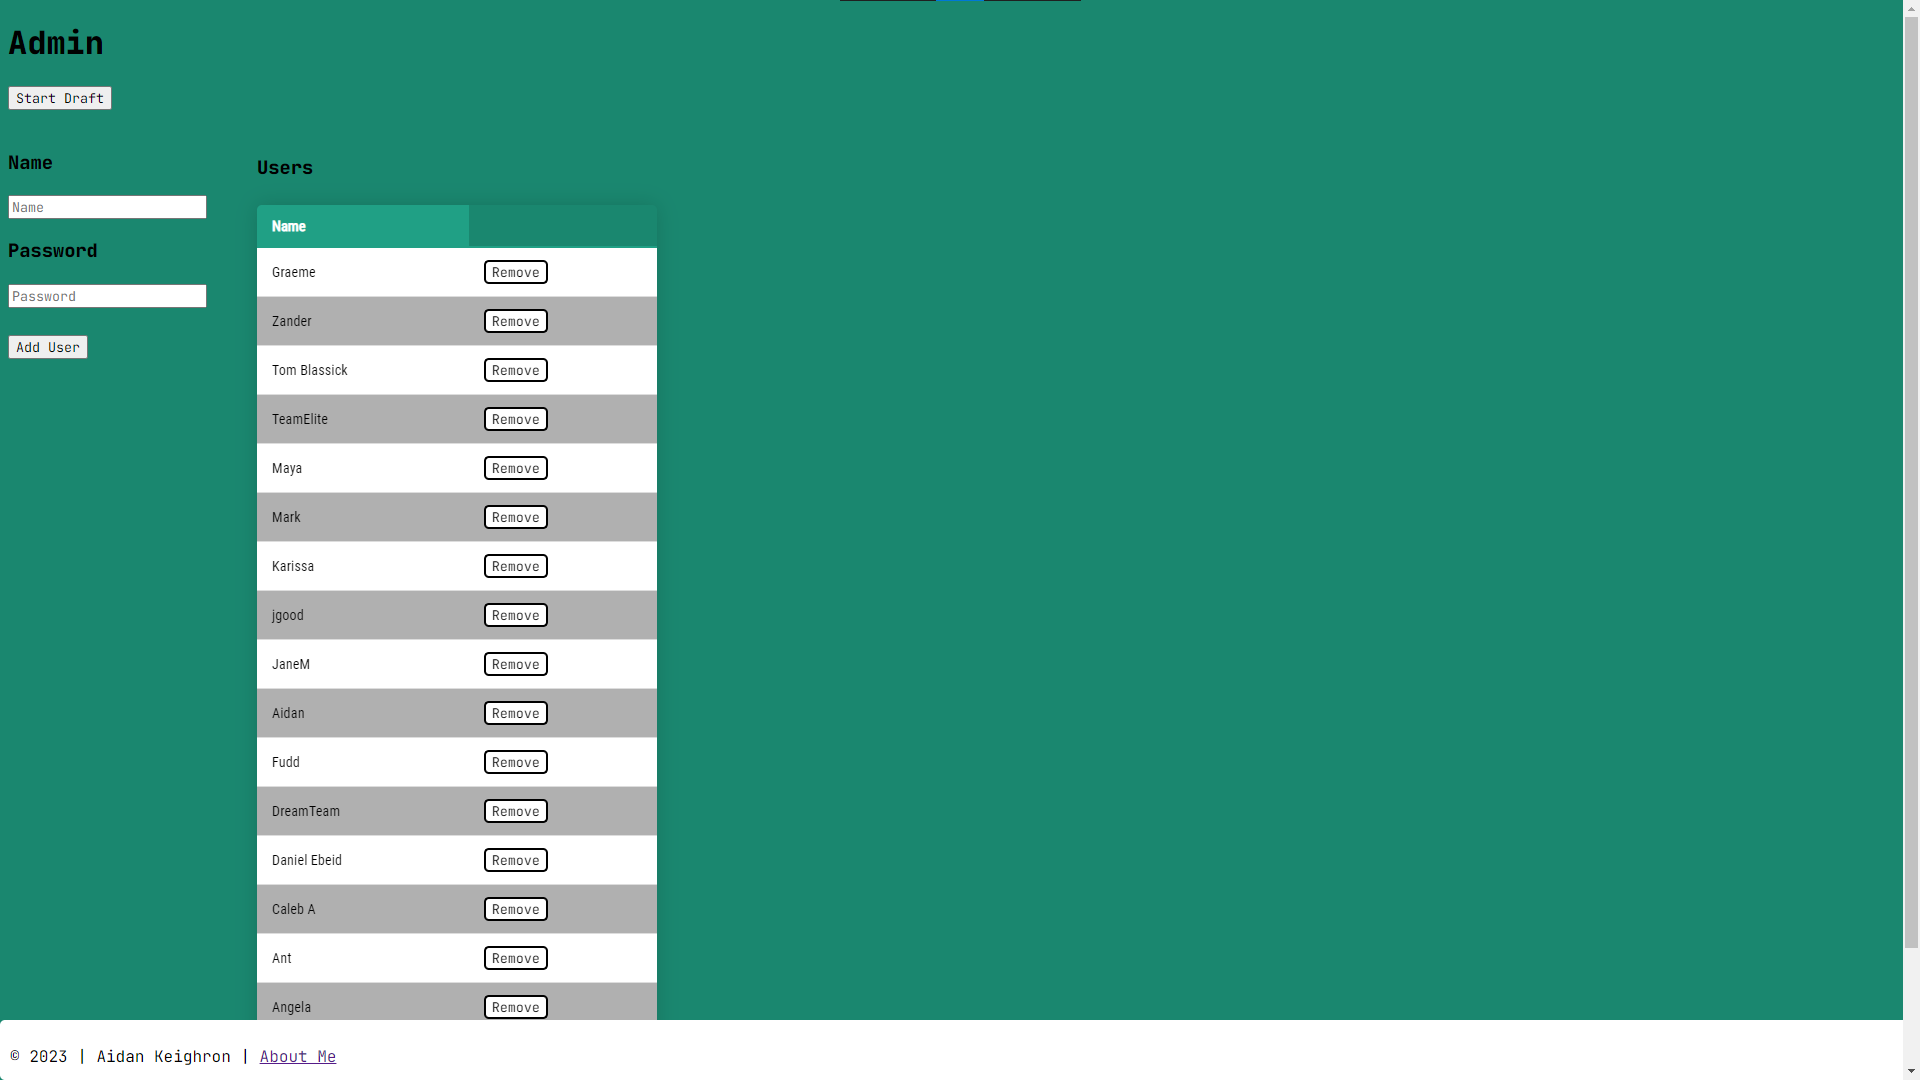 Admin
Start Draft
Name
Name
Password
Password
Add User
Users
Name
Graeme Remove
Zander Remove
Tom Blassick Remove
TeamElite Remove
Maya Remove
Mark Remove
Karissa Remove
jgood Remove
JaneM Remove
Aidan Remove
Fudd Remove
DreamTeam Remove
Daniel Ebeid Remove
Caleb A Remove
Ant Remove
Angela Remove
© 2023 | Aidan Keighron | About Me